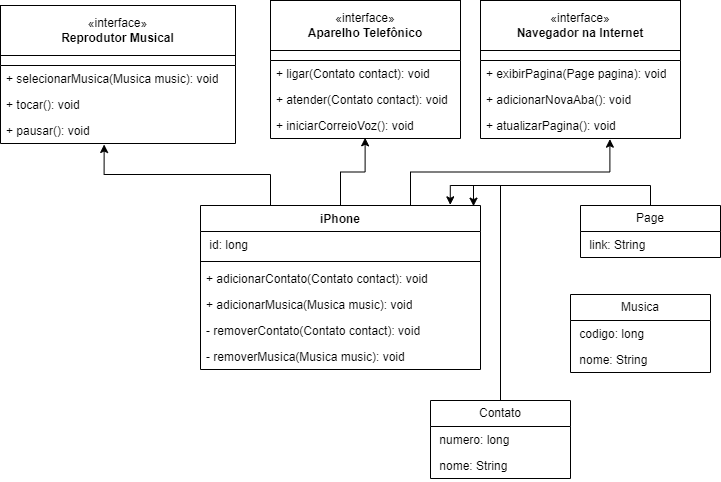 «interface»
Reprodutor Musical
+ selecionarMusica(Musica music): void
+ tocar(): void
+ pausar(): void
«interface»
Aparelho Telefônico
+ ligar(Contato contact): void
+ atender(Contato contact): void
+ iniciarCorreioVoz(): void
«interface»
Navegador na Internet
+ exibirPagina(Page pagina): void
+ adicionarNovaAba(): void
+ atualizarPagina(): void
iPhone
id: long
+ adicionarContato(Contato contact): void
+ adicionarMusica(Musica music): void
- removerContato(Contato contact): void
- removerMusica(Musica music): void
Page
link: String
Musica
codigo: long
nome: String
Contato
numero: long
nome: String